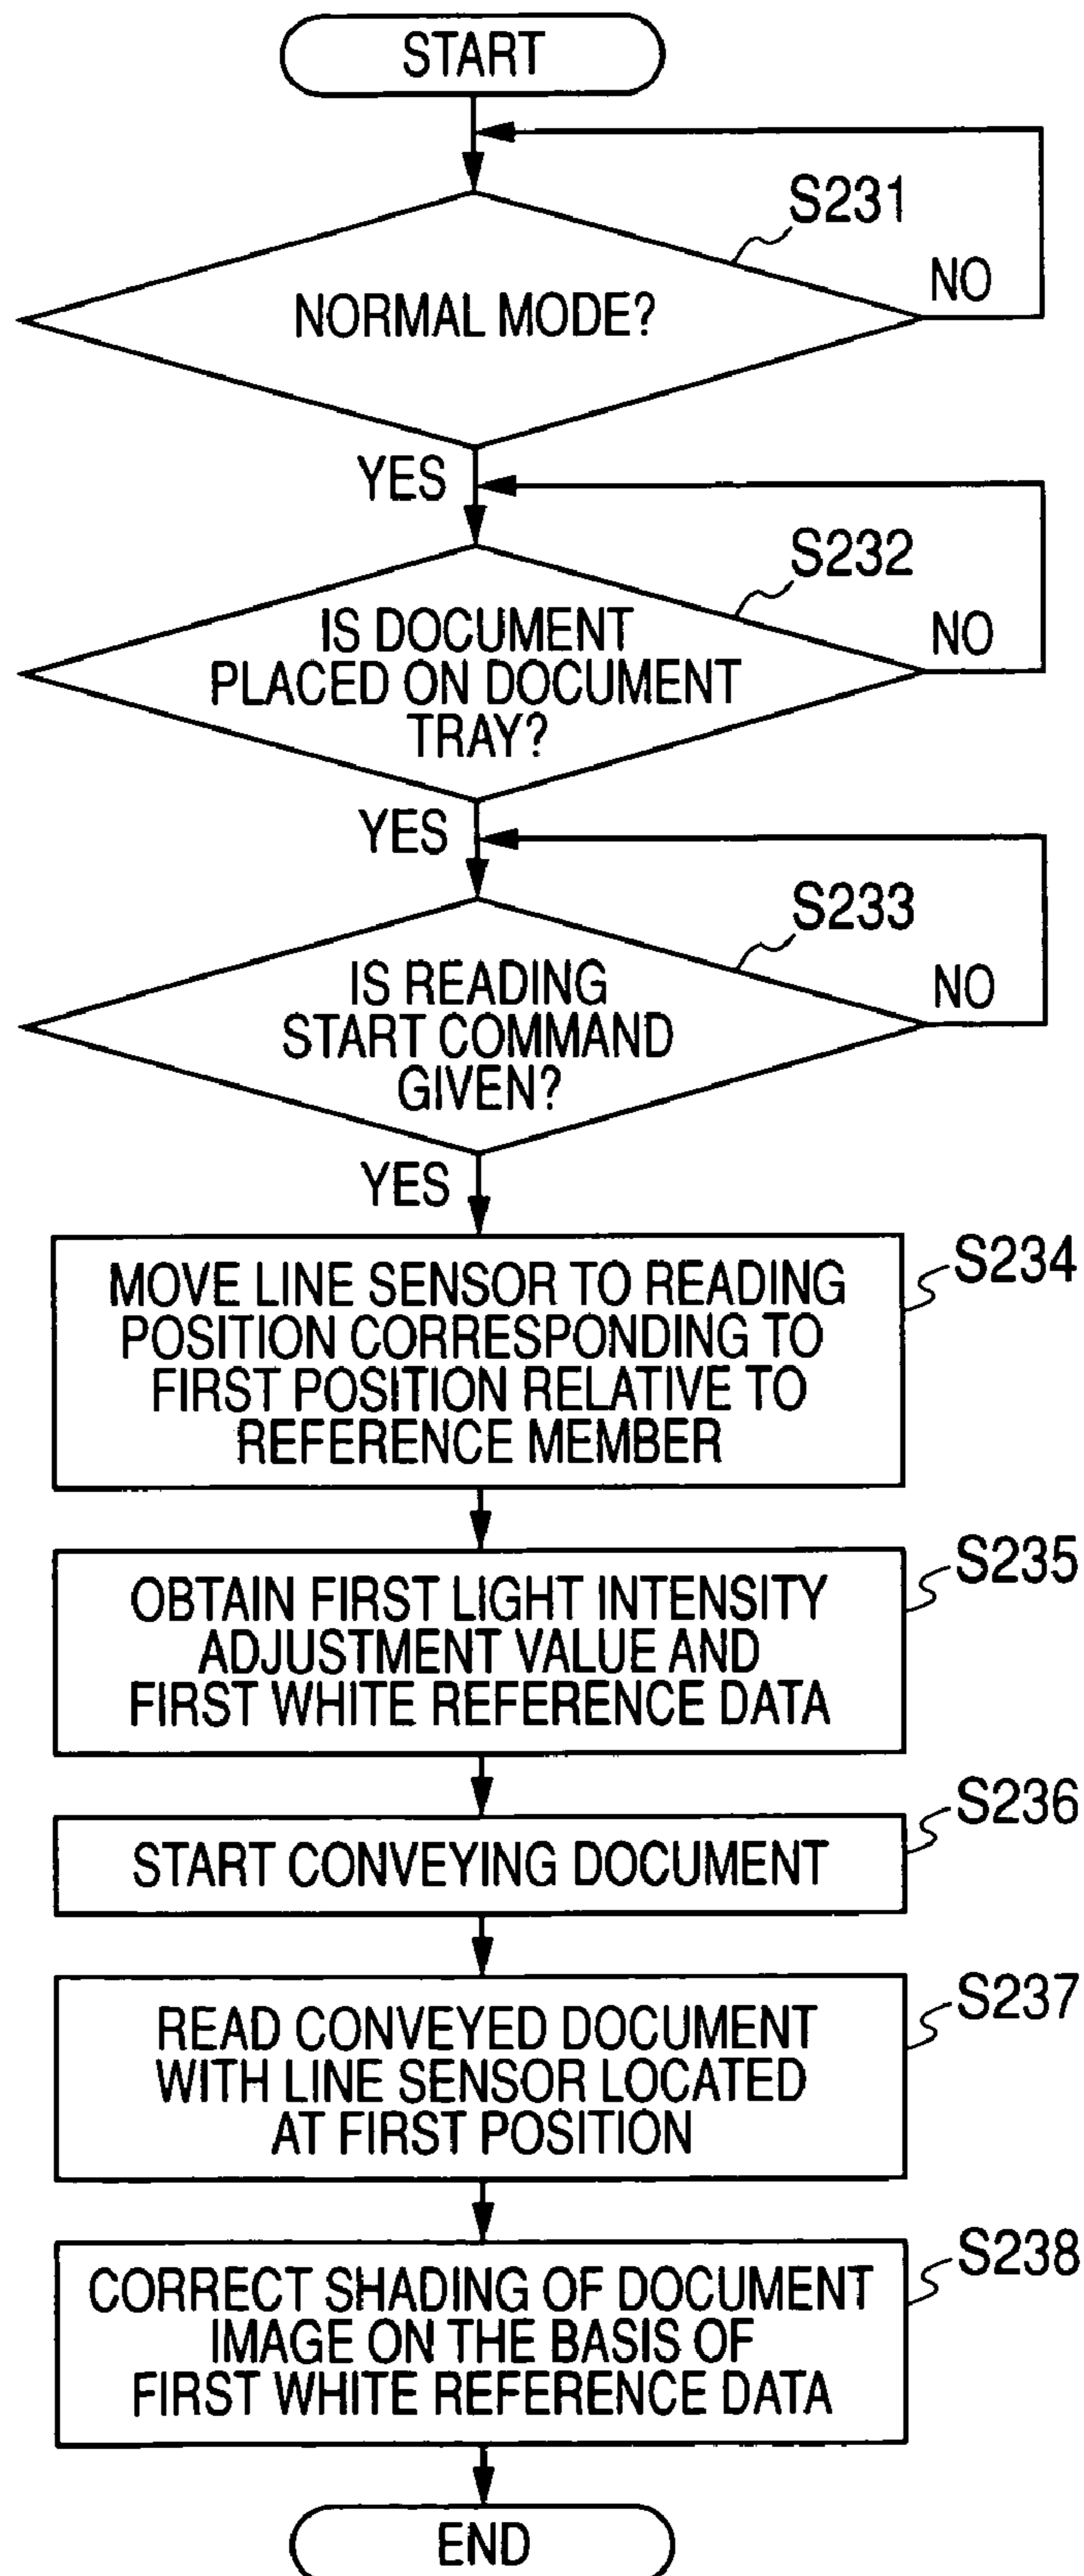 START
S231
NORMAL MODE?
NO
YES
S232
IS DOCUMENT
PLACED ON DOCUMENT
TRAY?
NO
YES
S233
IS READING
START COMMAND
GIVEN?
NO
YES
S234
MOVE LINE SENSOR TO READING
POSITION CORRESPONDING TO
FIRST POSITION RELATIVE TO
REFERENCE MEMBER
S235
OBTAIN FIRST LIGHT INTENSITY
ADJUSTMENT VALUE AND
FIRST WHITE REFERENCE DATA
S236
START CONVEYING DOCUMENT
S237
READ CONVEYED DOCUMENT
WITH LINE SENSOR LOCATED
AT FIRST POSITION
S238
CORRECT SHADING OF DOCUMENT
IMAGE ON THE BASIS OF
FIRST WHITE REFERENCE DATA
END